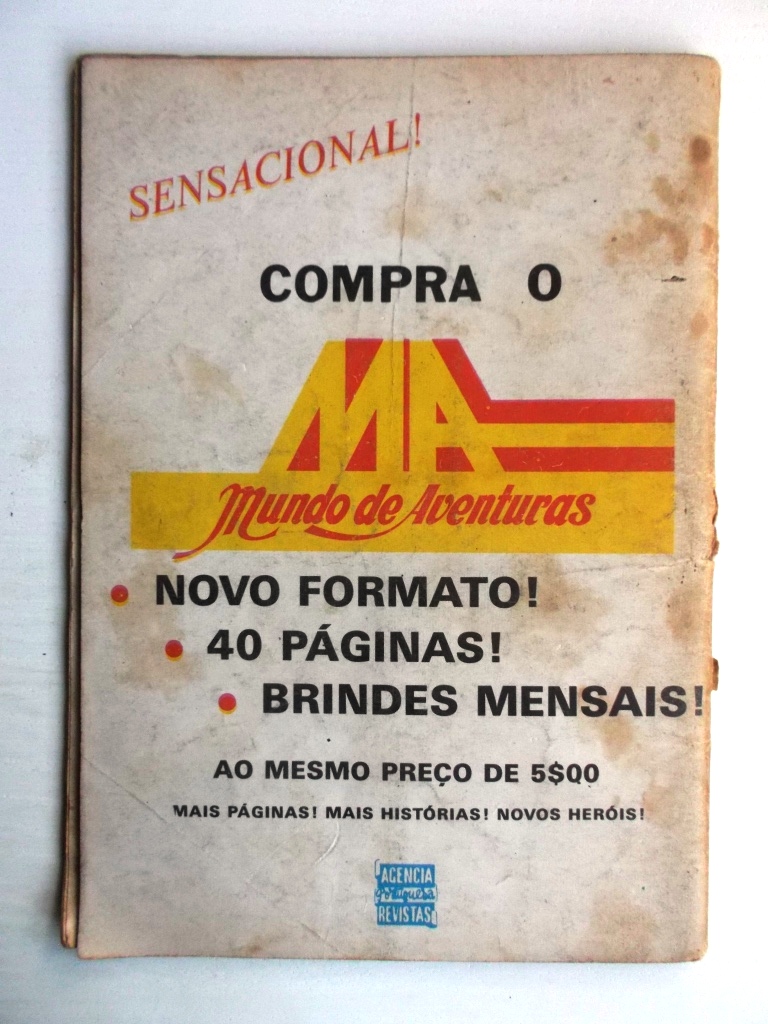 SENSACIONAL!
COMPRA O
MA
Mundo de Aventuras
• NOVO FORMATO!
• 40 PÁGINAS!
• BRINDES MENSAIS!
AO MESMO PREÇO DE 5$00
MAIS PÁGINAS! MAIS HISTÓRIAS! NOVOS HERÓIS!
AGENCIA
portuguesa
REVISTAS